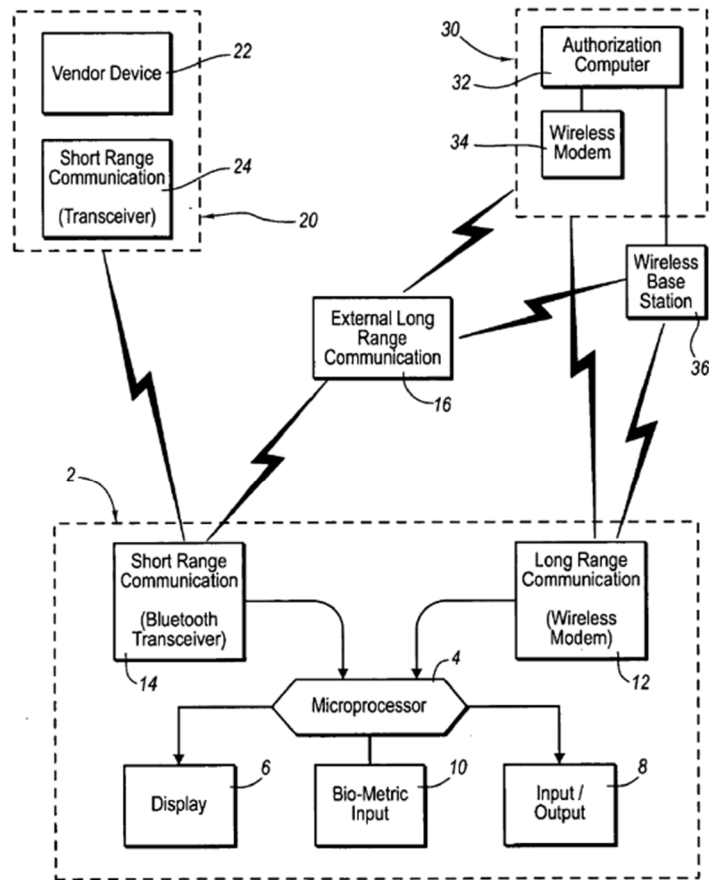 22
Vendor Device
Short Range
Communication
(Transceiver)
24
20
30
Authorization
Computer
32
Wireless
Modem
34
Wireless
Base
Station
36
External Long
Range
Communication
16
2
Short Range
Communication
(Bluetooth
Transceiver)
14
Long Range
Communication
(Wireless
Modem)
12
4
Microprocessor
6
Display
10
Bio-Metric
Input
8
Input /
Output